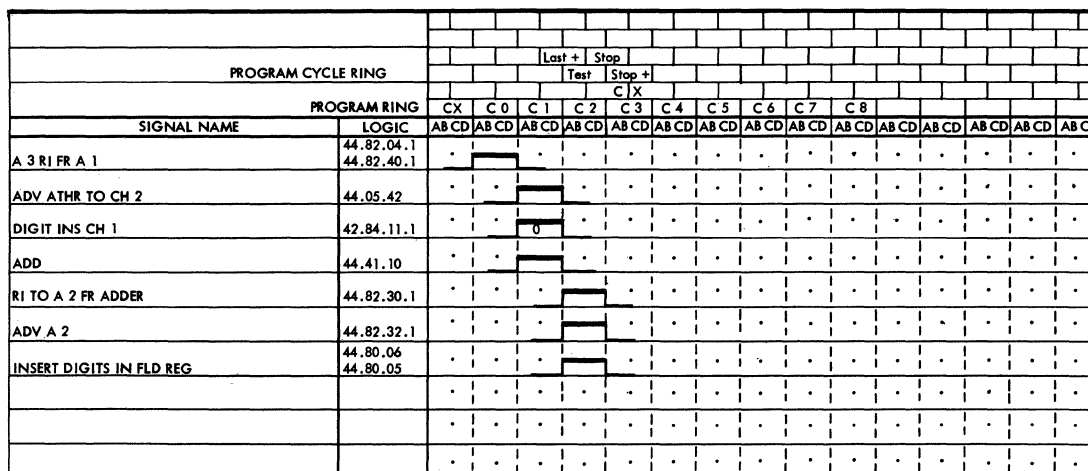 Last + Stop
PROGRAM CYCLE RING Test Stop +
C X
PROGRAM RING CX C 0 C 1 C 2 C 3 C 4 C 5 C 6 C 7 C 8
SIGNAL NAME LOGIC AB CD AB CD AB CD AB CD AB CD AB CD AB CD AB CD AB CD AB CD AB CD AB CD AB CD AB CD AB C
44.82.04.1
A 3 RI FR A 1 44.82.40.1
ADV ATHR TO CH 2 44.05.42
DIGIT INS CH 1 42.84.11.1 0
ADD 44.41.10
RI TO A 2 FR ADDER 44.82.30.1
ADV A 2 44.82.32.1
44.80.06
INSERT DIGITS IN FLD REG 44.80.05